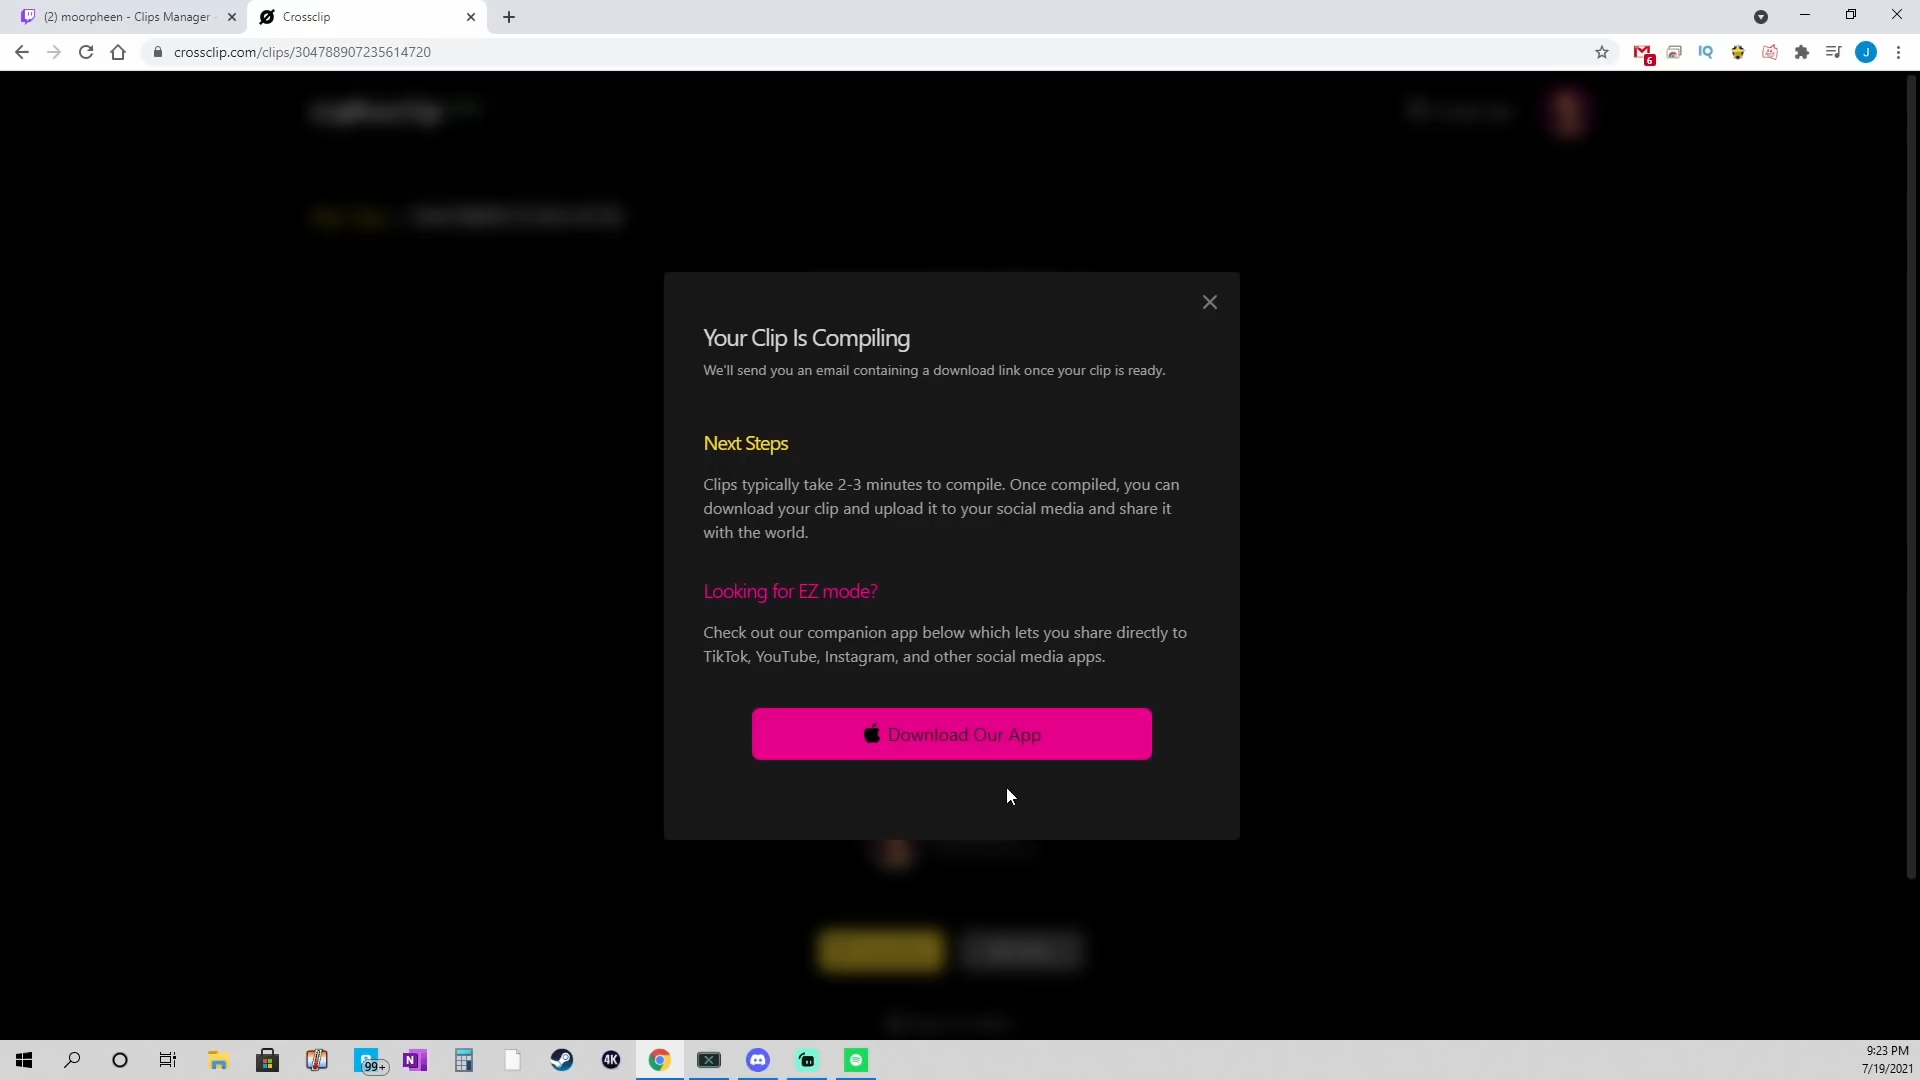 (2) moorpheen - Clips Manager
Crossclip
crossclip.com/clips/304788907235614720
6
IQ
J
Your Clip Is Compiling
We'll send you an email containing a download link once your clip is ready.
Next Steps
Clips typically take 2-3 minutes to compile. Once compiled, you can
download your clip and upload it to your social media and share it
with the world.
Looking for EZ mode?
Check out our companion app below which lets you share directly to
TikTok, YouTube, Instagram, and other social media apps.
Download Our App
99+
N
4K
9:23 PM
7/19/2021